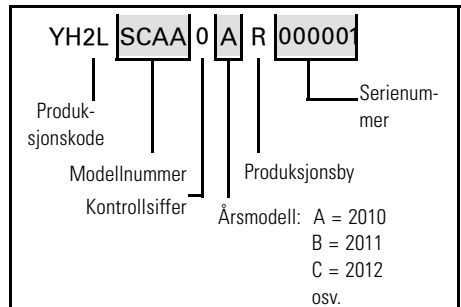 YH2L SCAA 0 A R 000001
Produk-
sjonskode
Serienum-
mer
Modellnummer
Produksjonsby
Kontrollsiffer
Årsmodell: A = 2010
B = 2011
C = 2012
osv.